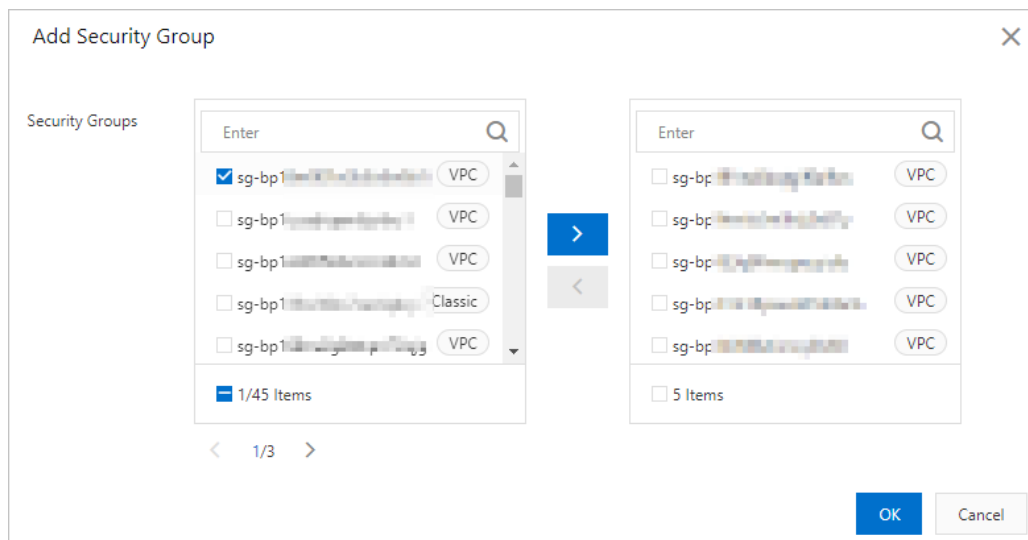 Add Security Group
Security Groups
Enter
sg-bp1 VPC
sg-bp1 VPC
sg-bp1 VPC
sg-bp1 Classic
sg-bp1 VPC
1/45 Items
1/3
Enter
sg-bp VPC
sg-bp VPC
sg-bp VPC
sg-bp VPC
sg-bp VPC
5 Items
OK
Cancel